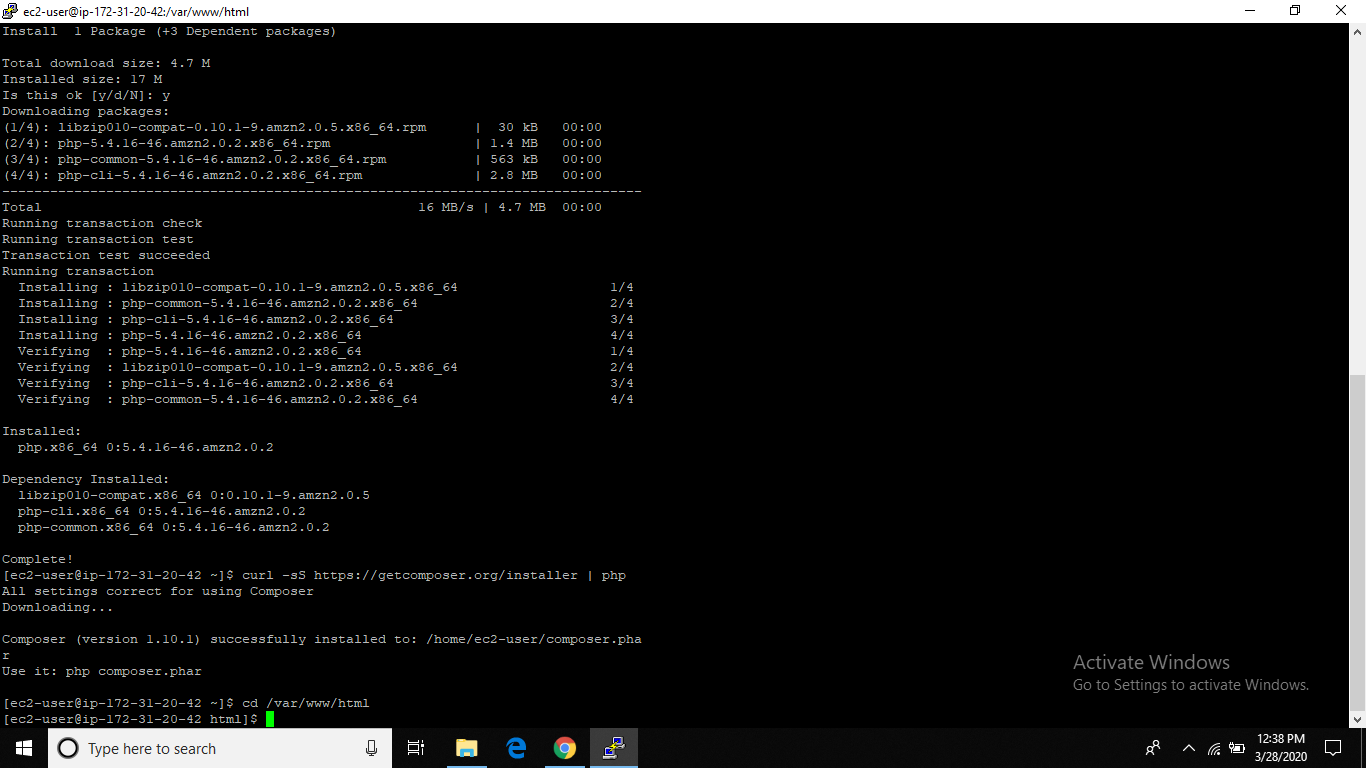 ec2-user@ip-172-31-20-42:/var/www/html
Install  1 Package (+3 Dependent packages)
Total download size: 4.7 M
Installed size: 17 M
Is this ok [y/d/N]: y
Downloading packages:
(1/4): libzip010-compat-0.10.1-9.amzn2.0.5.x86_64.rpm      |  30 kB   00:00
(2/4): php-5.4.16-46.amzn2.0.2.x86_64.rpm                  | 1.4 MB   00:00
(3/4): php-common-5.4.16-46.amzn2.0.2.x86_64.rpm           | 563 kB   00:00
(4/4): php-cli-5.4.16-46.amzn2.0.2.x86_64.rpm              | 2.8 MB   00:00
--------------------------------------------------------------------------------
Total                                               16 MB/s | 4.7 MB  00:00
Running transaction check
Running transaction test
Transaction test succeeded
Running transaction
  Installing : libzip010-compat-0.10.1-9.amzn2.0.5.x86_64                   1/4
  Installing : php-common-5.4.16-46.amzn2.0.2.x86_64                        2/4
  Installing : php-cli-5.4.16-46.amzn2.0.2.x86_64                           3/4
  Installing : php-5.4.16-46.amzn2.0.2.x86_64                               4/4
  Verifying  : php-5.4.16-46.amzn2.0.2.x86_64                               1/4
  Verifying  : libzip010-compat-0.10.1-9.amzn2.0.5.x86_64                   2/4
  Verifying  : php-cli-5.4.16-46.amzn2.0.2.x86_64                           3/4
  Verifying  : php-common-5.4.16-46.amzn2.0.2.x86_64                        4/4
Installed:
  php.x86_64 0:5.4.16-46.amzn2.0.2
Dependency Installed:
  libzip010-compat.x86_64 0:0.10.1-9.amzn2.0.5
  php-cli.x86_64 0:5.4.16-46.amzn2.0.2
  php-common.x86_64 0:5.4.16-46.amzn2.0.2
Complete!
[ec2-user@ip-172-31-20-42 ~]$ curl -sS https://getcomposer.org/installer | php
All settings correct for using Composer
Downloading...
Composer (version 1.10.1) successfully installed to: /home/ec2-user/composer.pha
r
Use it: php composer.phar
[ec2-user@ip-172-31-20-42 ~]$ cd /var/www/html
[ec2-user@ip-172-31-20-42 html]$
Activate Windows
Go to Settings to activate Windows.
Type here to search
12:38 PM
3/28/2020